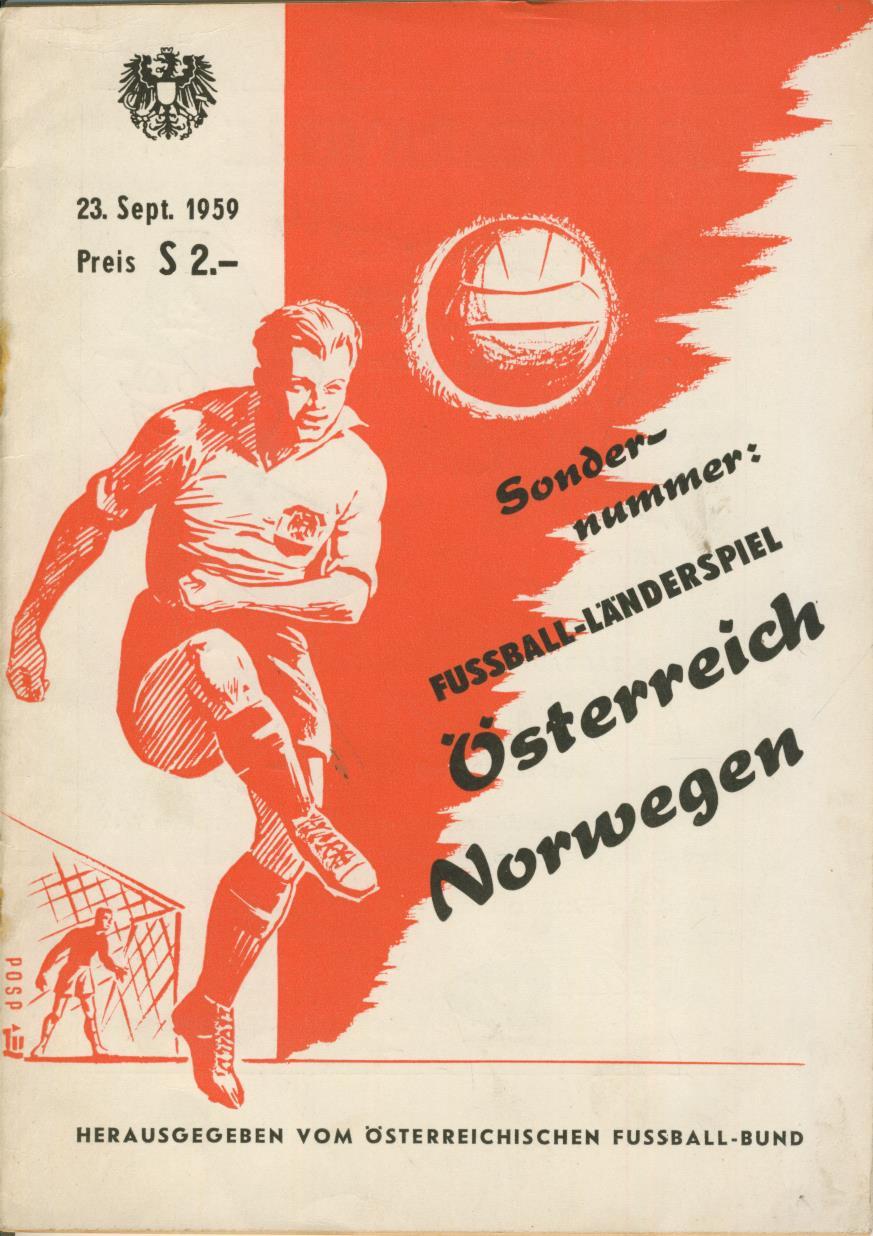 23. Sept. 1959
Preis S 2.–
Sonder-
nummer:
FUSSBALL-LÄNDERSPIEL
Österreich
Norwegen
POSP
HERAUSGEGEBEN VOM ÖSTERREICHISCHEN FUSSBALL-BUND